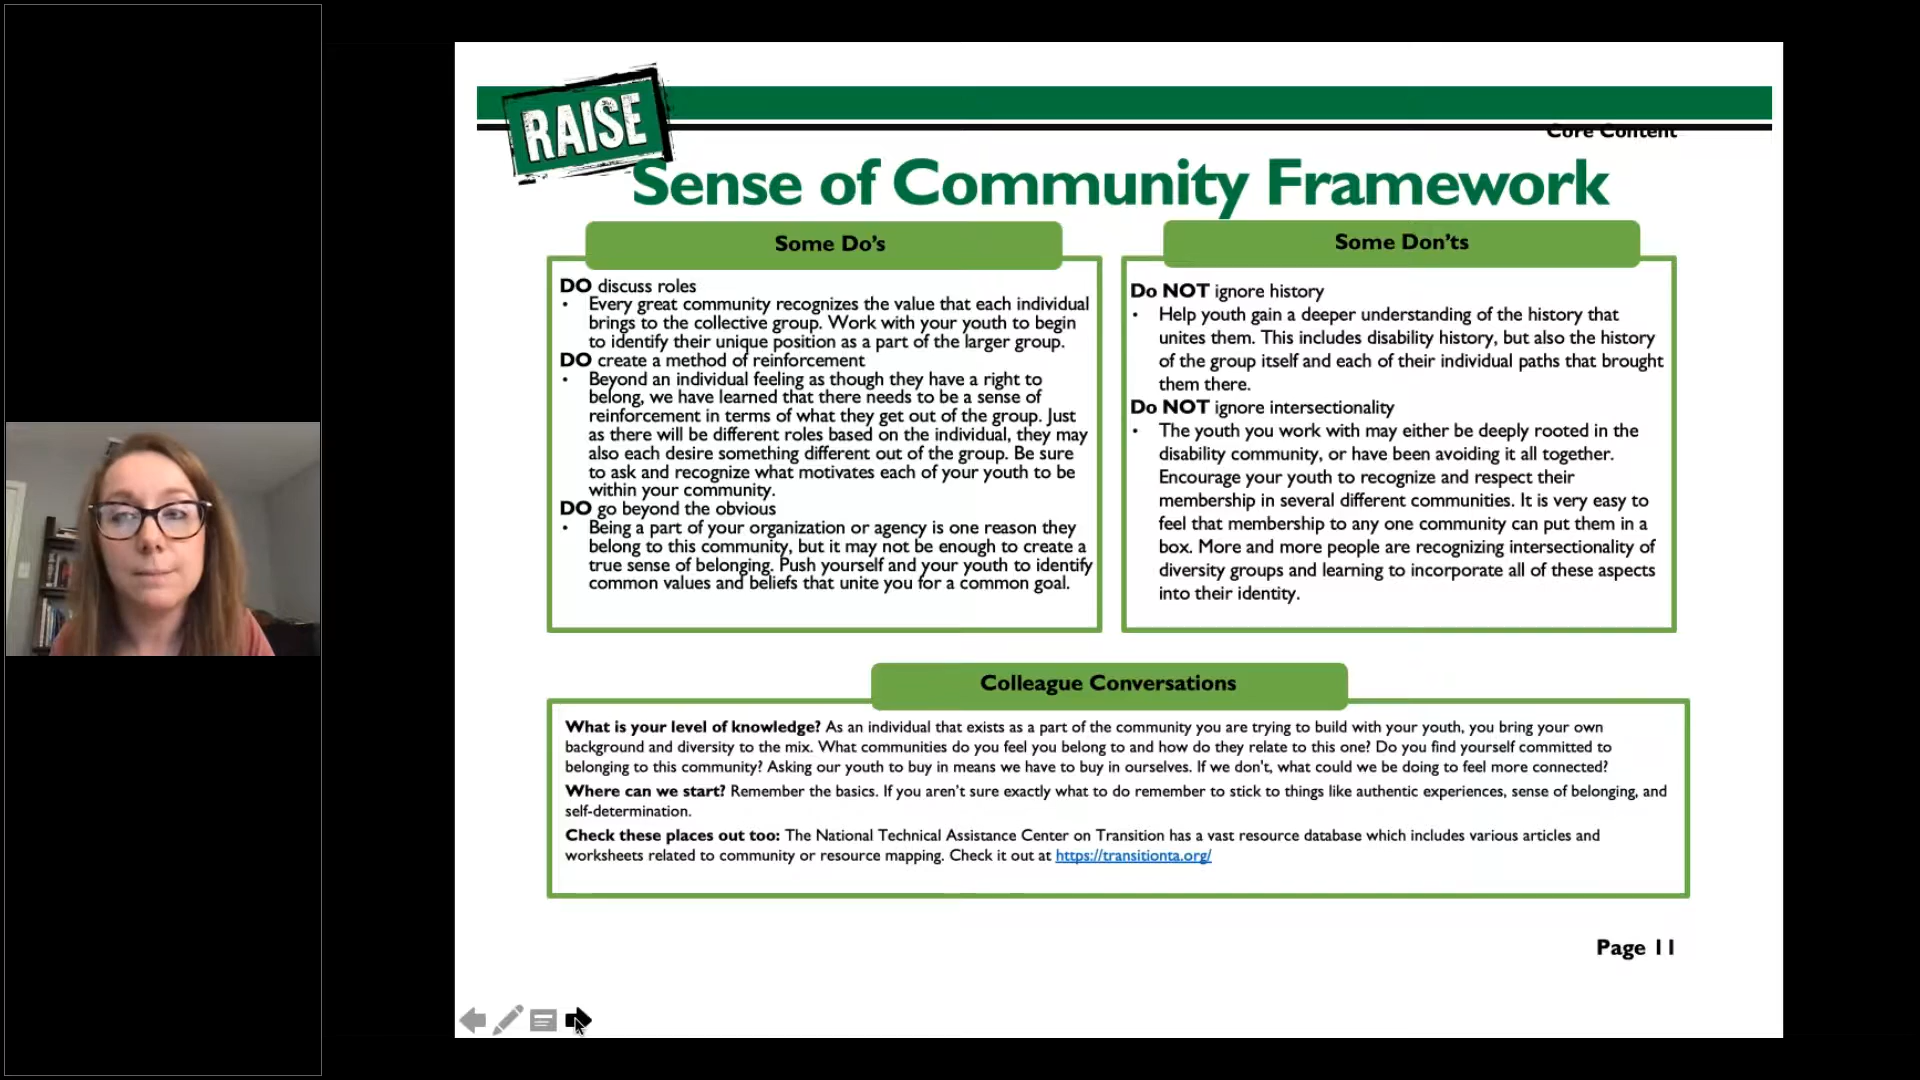 RAISE
Core Content
Sense of Community Framework
Some Do's
DO discuss roles
• Every great community recognizes the value that each individual
brings to the collective group. Work with your youth to begin
to identify their unique position as a part of the larger group.
DO create a method of reinforcement
• Beyond an individual feeling as though they have a right to
belong, we have learned that there needs to be a sense of
reinforcement in terms of what they get out of the group. Just
as there will be different roles based on the individual, they may
also each desire something different out of the group. Be sure
to ask and recognize what motivates each of your youth to be
within your community.
DO go beyond the obvious
• Being a part of your organization or agency is one reason they
belong to this community, but it may not be enough to create a
true sense of belonging. Push yourself and your youth to identify
common values and beliefs that unite you for a common goal.
Some Don'ts
Do NOT ignore history
• Help youth gain a deeper understanding of the history that
unites them. This includes disability history, but also the history
of the group itself and each of their individual paths that brought
them there.
Do NOT ignore intersectionality
• The youth you work with may either be deeply rooted in the
disability community, or have been avoiding it all together.
Encourage your youth to recognize and respect their
membership in several different communities. It is very easy to
feel that membership to any one community can put them in a
box. More and more people are recognizing intersectionality of
diversity groups and learning to incorporate all of these aspects
into their identity.
Colleague Conversations
What is your level of knowledge? As an individual that exists as a part of the community you are trying to build with your youth, you bring your own
background and diversity to the mix. What communities do you feel you belong to and how do they relate to this one? Do you find yourself committed to
belonging to this community? Asking our youth to buy in means we have to buy in ourselves. If we don't, what could we be doing to feel more connected?
Where can we start? Remember the basics. If you aren't sure exactly what to do remember to stick to things like authentic experiences, sense of belonging, and
self-determination.
Check these places out too: The National Technical Assistance Center on Transition has a vast resource database which includes various articles and
worksheets related to community or resource mapping. Check it out at https://transitionta.org/
Page 11